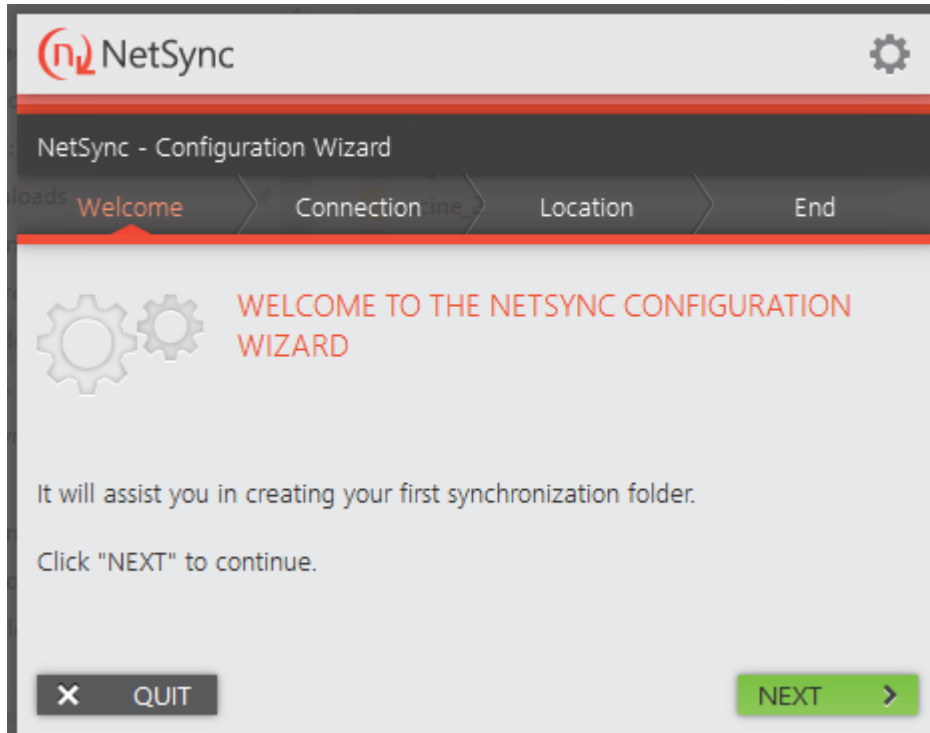 NetSync
NetSync - Configuration Wizard
Welcome Connection Location End
WELCOME TO THE NETSYNC CONFIGURATION
WIZARD
It will assist you in creating your first synchronization folder.
Click "NEXT" to continue.
QUIT NEXT